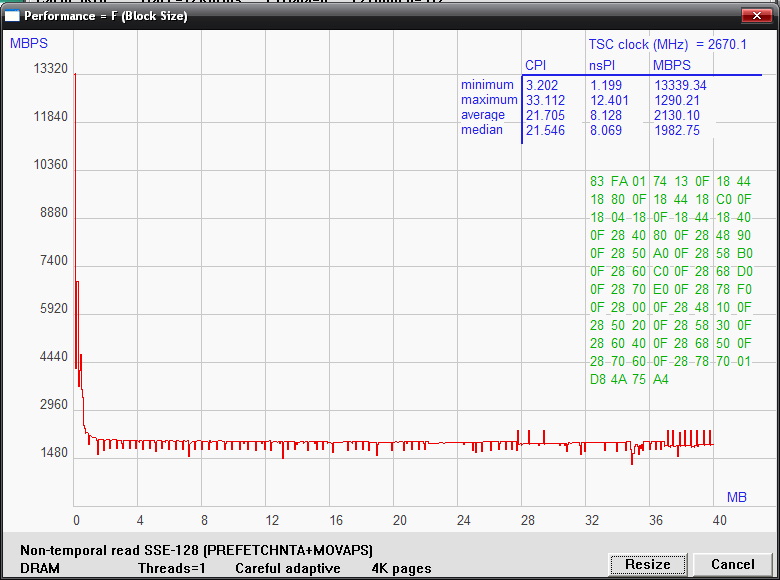 Performance = F (Block Size)
MBPS
TSC clock (MHz) = 2670.1
CPI nsPI MBPS
minimum 3.202 1.199 13339.34
maximum 33.112 12.401 1290.21
average 21.705 8.128 2130.10
median 21.546 8.069 1982.75
13320
11840
10360
8880
7400
5920
4440
2960
1480
83 FA 01 74 13 0F 18 44
18 80 0F 18 44 18 C0 0F
18 04 18 0F 18 44 18 40
0F 28 40 80 0F 28 48 90
0F 28 50 A0 0F 28 58 B0
0F 28 60 C0 0F 28 68 D0
0F 28 70 E0 0F 28 78 F0
0F 28 00 0F 28 48 10 0F
28 50 20 0F 28 58 30 0F
28 60 40 0F 28 68 50 0F
28 70 60 0F 28 78 70 01
D8 4A 75 A4
MB
0 4 8 12 16 20 24 28 32 36 40
Non-temporal read SSE-128 (PREFETCHNTA+MOVAPS)
DRAM Threads=1 Careful adaptive 4K pages
Resize Cancel